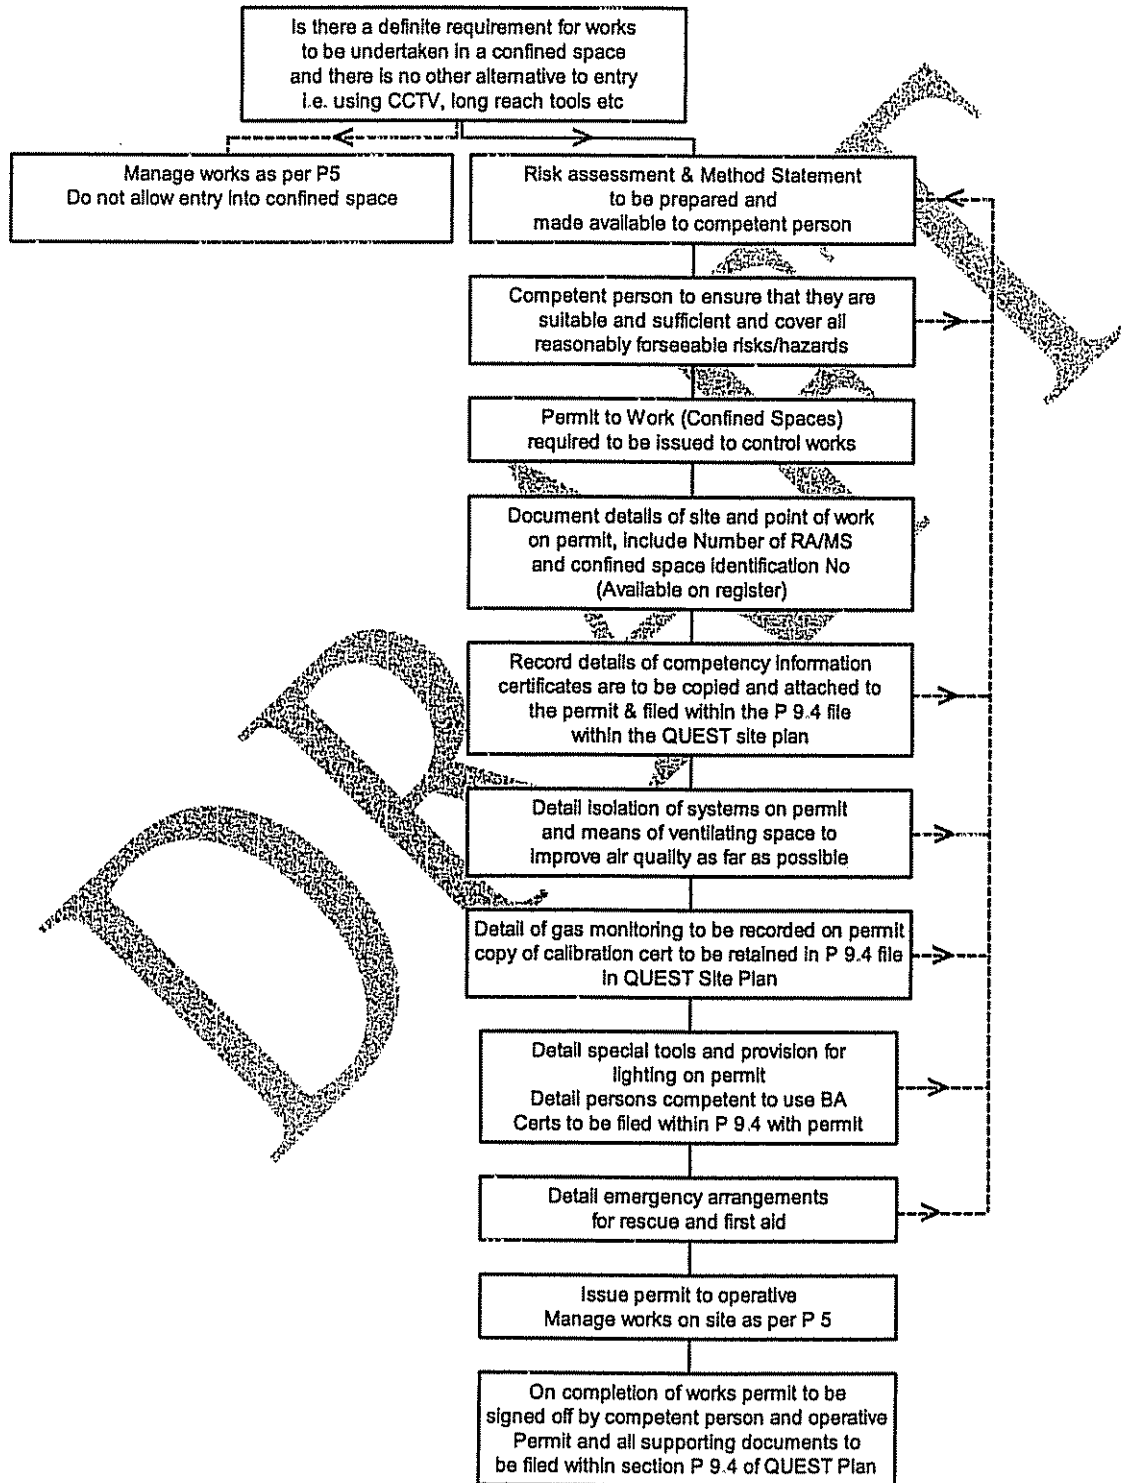 Is there a definite requirement for works
to be undertaken in a confined space
and there is no other alternative to entry
i.e. using CCTV, long reach tools etc
Manage works as per P5
Do not allow entry into confined space
Risk assessment & Method Statement
to be prepared and
made available to competent person
Competent person to ensure that they are
suitable and sufficient and cover all
reasonably forseeable risks/hazards
Permit to Work (Confined Spaces)
required to be issued to control works
Document details of site and point of work
on permit, include Number of RA/MS
and confined space identification No
(Available on register)
Record details of competency information
certificates are to be copied and attached to
the permit & filed within the P 9.4 file
within the QUEST site plan
Detail isolation of systems on permit
and means of ventilating space to
improve air quality as far as possible
Detail of gas monitoring to be recorded on permit
copy of calibration cert to be retained in P 9.4 file
in QUEST Site Plan
Detail special tools and provision for
lighting on permit
Detail persons competent to use BA
Certs to be filed within P 9.4 with permit
Detail emergency arrangements
for rescue and first aid
Issue permit to operative
Manage works on site as per P 5
On completion of works permit to be
signed off by competent person and operative
Permit and all supporting documents to
be filed within section P 9.4 of QUEST Plan
DRAFT